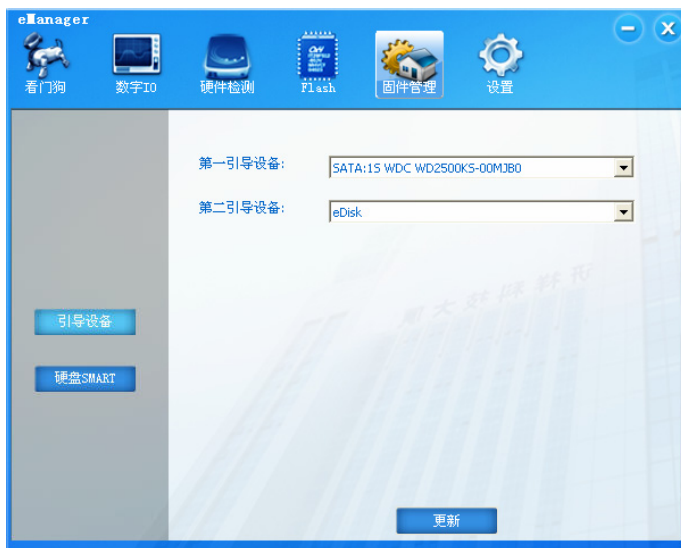 eManager
看门狗
数字IO
硬件检测
Flash
固件管理
设置
第一引导设备:
SATA:1S WDC WD2500KS-00MJB0
第二引导设备:
eDisk
引导设备
硬盘SMART
更新